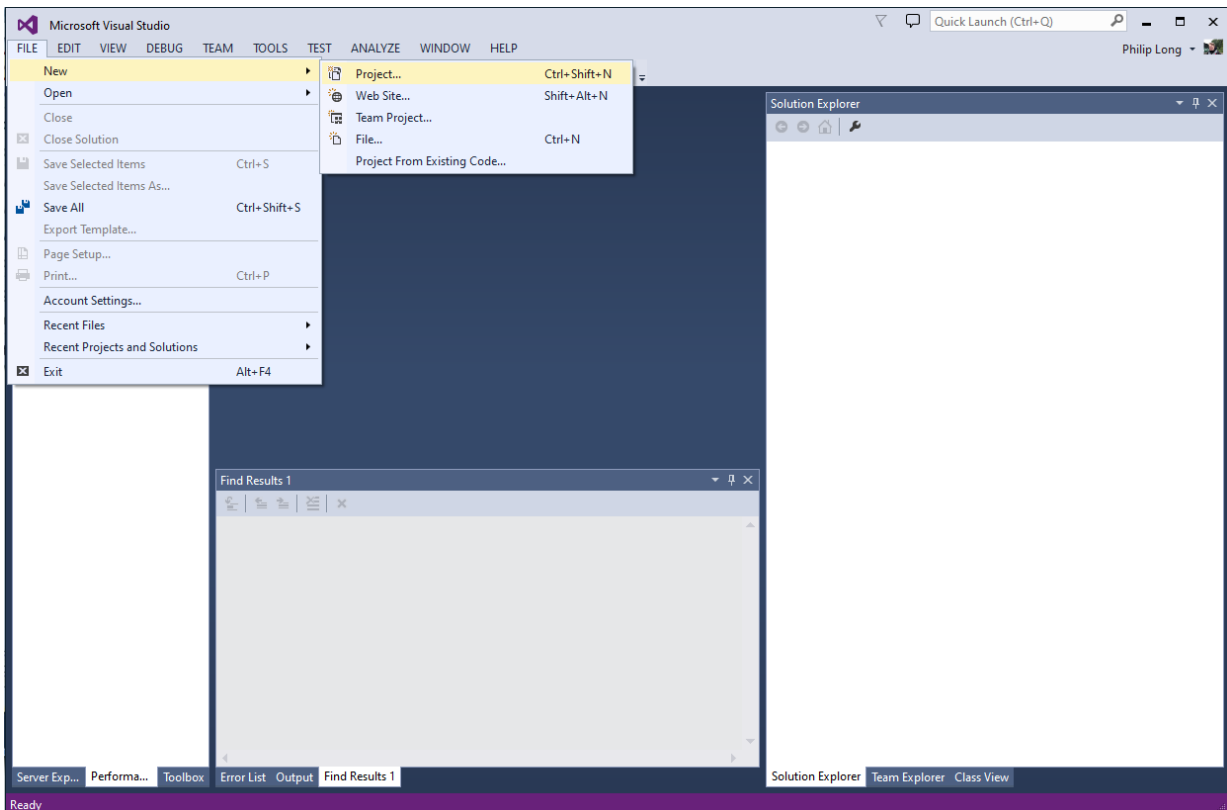 Microsoft Visual Studio
Quick Launch (Ctrl+Q)
FILE EDIT VIEW DEBUG TEAM TOOLS TEST ANALYZE WINDOW HELP
Philip Long
New
Open
Close
Close Solution
Save Selected Items Ctrl+S
Save Selected Items As...
Save All Ctrl+Shift+S
Export Template...
Page Setup...
Print... Ctrl+P
Account Settings...
Recent Files
Recent Projects and Solutions
Exit Alt+F4
Project... Ctrl+Shift+N
Web Site... Shift+Alt+N
Team Project...
File... Ctrl+N
Project From Existing Code...
Solution Explorer
Find Results 1
Server Exp... Performa... Toolbox
Error List Output Find Results 1
Solution Explorer Team Explorer Class View
Ready